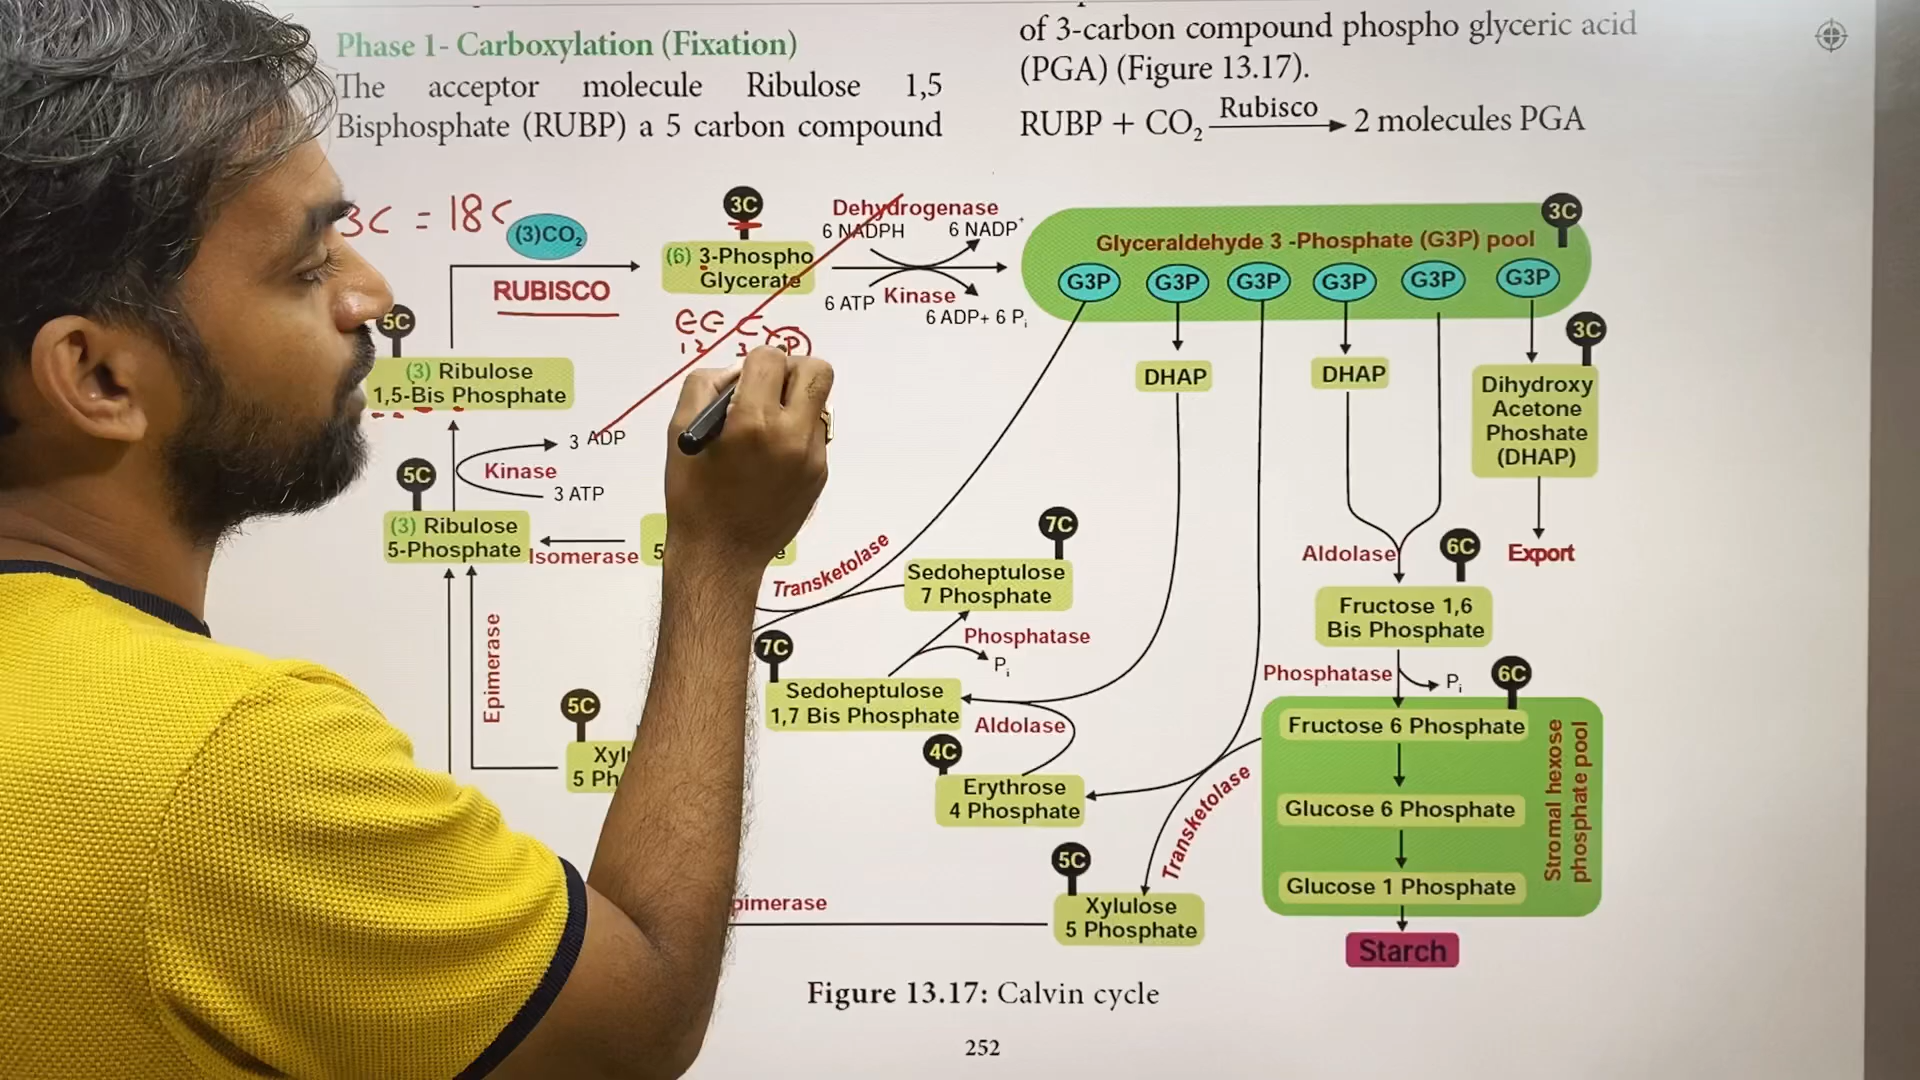 Phase 1- Carboxylation (Fixation)
The acceptor molecule Ribulose 1,5
Bisphosphate (RUBP) a 5 carbon compound
of 3-carbon compound phospho glyceric acid
(PGA) (Figure 13.17).
RUBP + CO₂ Rubisco 2 molecules PGA
3C = 18C
(3)CO₂
RUBISCO
3C
(6) 3-Phospho
Glycerate
C C C P
1 2 3
Dehydrogenase
6 NADPH 6 NADP⁺
6 ATP Kinase
6 ADP+ 6 Pᵢ
3C
Glyceraldehyde 3 -Phosphate (G3P) pool
G3P G3P G3P G3P G3P G3P
5C
(3) Ribulose
1,5-Bis Phosphate
3 ADP
Kinase
3 ATP
5C
(3) Ribulose
5-Phosphate
Isomerase
5
Epimerase
5C
5 Ph
DHAP
DHAP
3C
Dihydroxy
Acetone
Phoshate
(DHAP)
Export
Transketolase
7C
Sedoheptulose
7 Phosphate
Phosphatase
Pᵢ
7C
Sedoheptulose
1,7 Bis Phosphate
Aldolase
4C
Erythrose
4 Phosphate
Transketolase
5C
Xylulose
5 Phosphate
pimerase
Aldolase
6C
Fructose 1,6
Bis Phosphate
Phosphatase
Pᵢ
6C
Fructose 6 Phosphate
Glucose 6 Phosphate
Glucose 1 Phosphate
Stromal hexose
phosphate pool
Starch
Figure 13.17: Calvin cycle
252